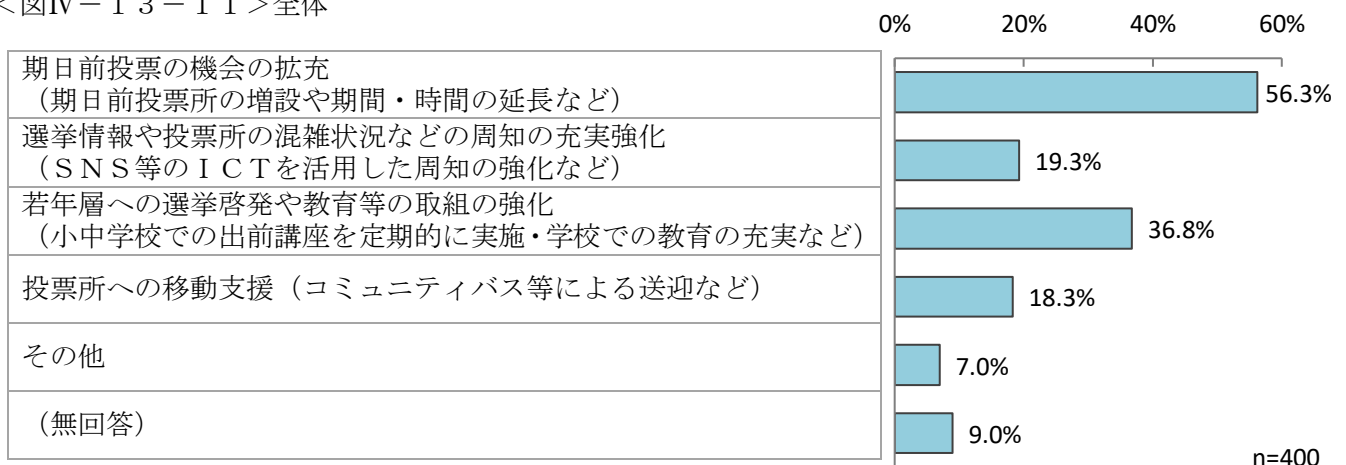 ＜図Ⅳ－１３－１１＞全体
0% 20% 40% 60%
期日前投票の機会の拡充
（期日前投票所の増設や期間・時間の延長など）
56.3%
選挙情報や投票所の混雑状況などの周知の充実強化
（ＳＮＳ等のＩＣＴを活用した周知の強化など）
19.3%
若年層への選挙啓発や教育等の取組の強化
（小中学校での出前講座を定期的に実施・学校での教育の充実など）
36.8%
投票所への移動支援（コミュニティバス等による送迎など）
18.3%
その他
7.0%
（無回答）
9.0%
n=400